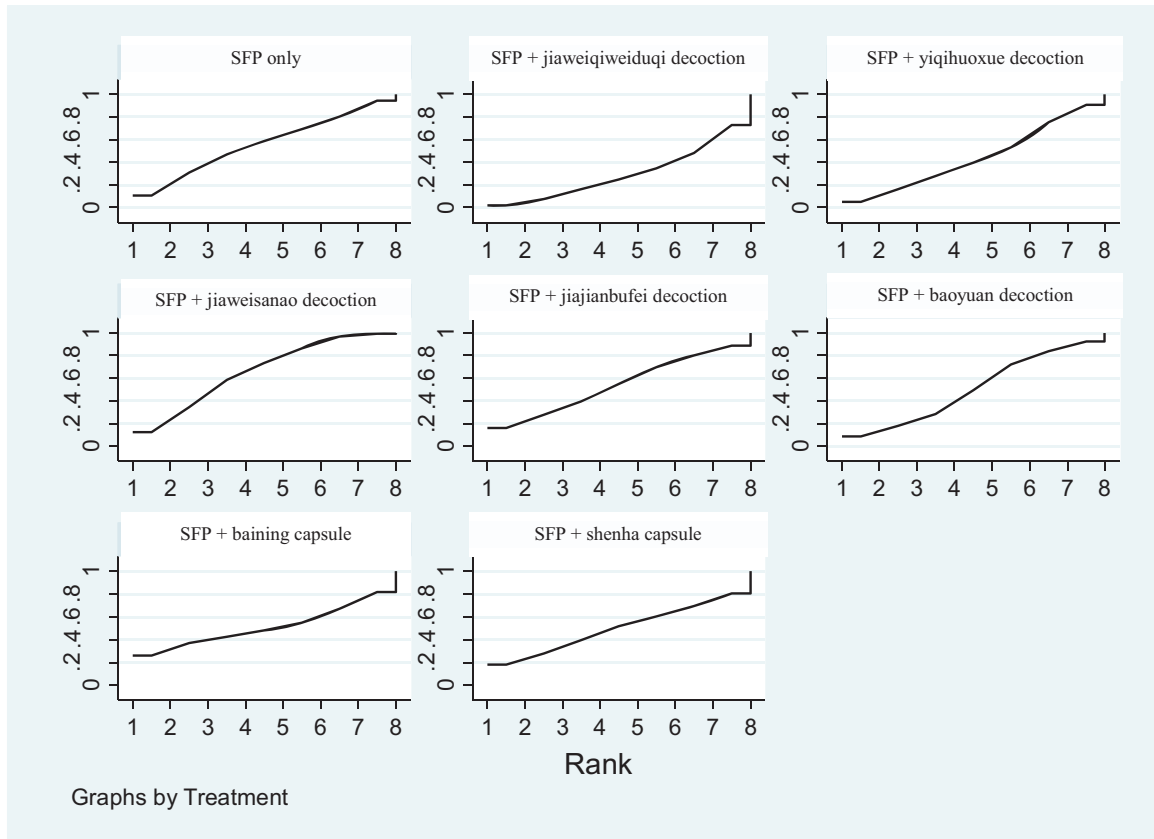 SFP only
0 .2 .4 .6 .8 1
1 2 3 4 5 6 7 8
SFP + jiaweiqiweiduqi decoction
0 .2 .4 .6 .8 1
1 2 3 4 5 6 7 8
SFP + yiqihuoxue decoction
0 .2 .4 .6 .8 1
1 2 3 4 5 6 7 8
SFP + jiaweisanao decoction
0 .2 .4 .6 .8 1
1 2 3 4 5 6 7 8
SFP + jiajianbufei decoction
0 .2 .4 .6 .8 1
1 2 3 4 5 6 7 8
SFP + baoyuan decoction
0 .2 .4 .6 .8 1
1 2 3 4 5 6 7 8
SFP + baining capsule
0 .2 .4 .6 .8 1
1 2 3 4 5 6 7 8
SFP + shenha capsule
0 .2 .4 .6 .8 1
1 2 3 4 5 6 7 8
Rank
Graphs by Treatment